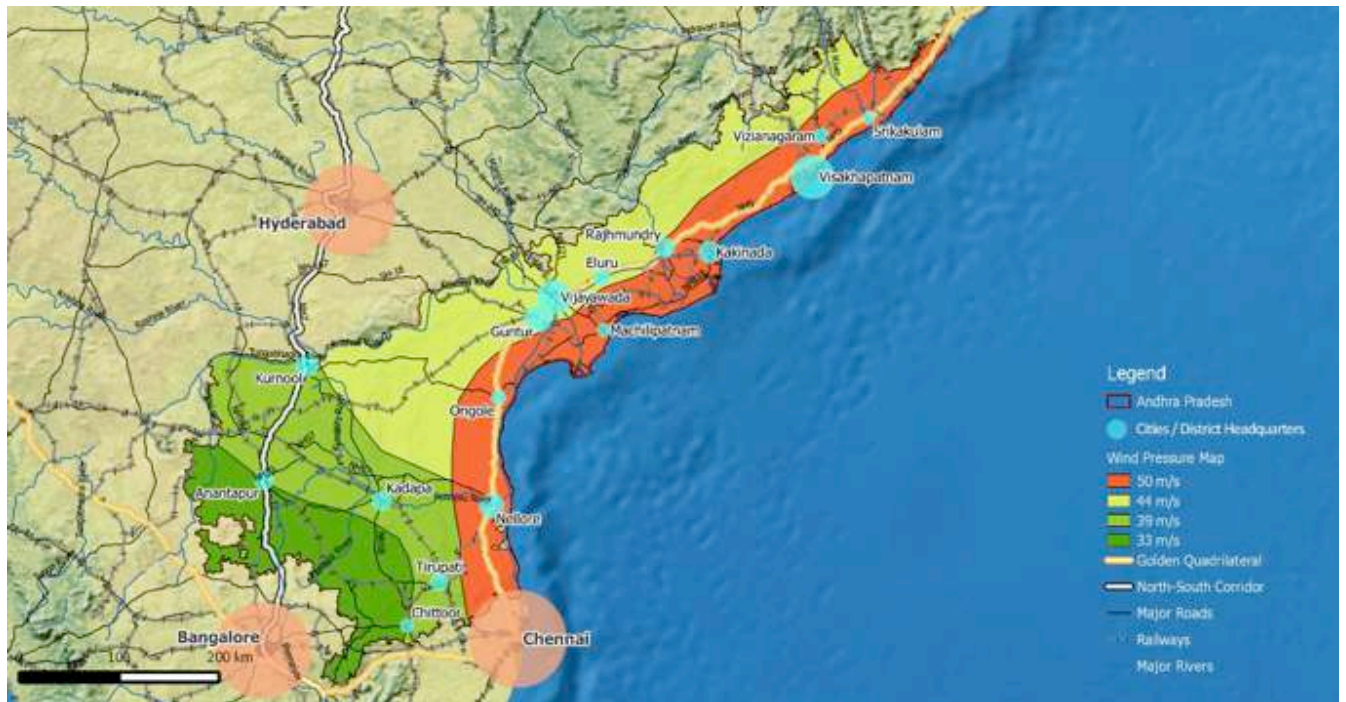 Vizianagaram
Srikakulam
Visakhapatnam
Hyderabad
Rajhmundry
Kakinada
Eluru
Vijayawada
Guntur
Machilipatnam
Kurnool
Ongole
Anantapur
Kadapa
Nellore
Tirupati
Chittoor
Bangalore
Chennai
100
200 km
Legend
Andhra Pradesh
Cities / District Headquarters
Wind Pressure Map
50 m/s
44 m/s
39 m/s
33 m/s
Golden Quadrilateral
North-South Corridor
Major Roads
Railways
Major Rivers